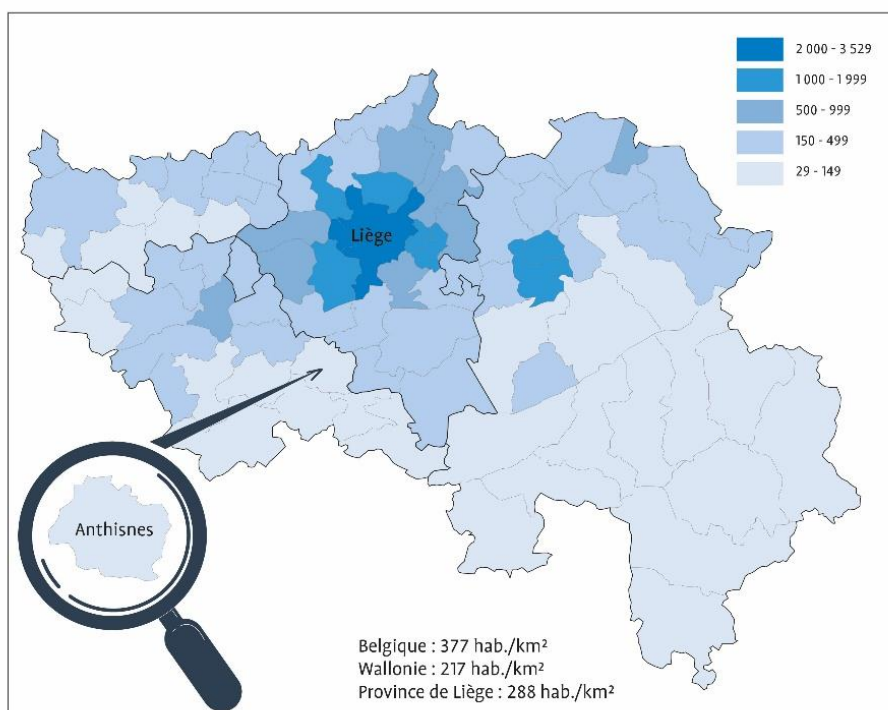 2 000 - 3 529
1 000 - 1 999
500 - 999
150 - 499
29 - 149
Liège
Anthisnes
Belgique : 377 hab./km²
Wallonie : 217 hab./km²
Province de Liège : 288 hab./km²